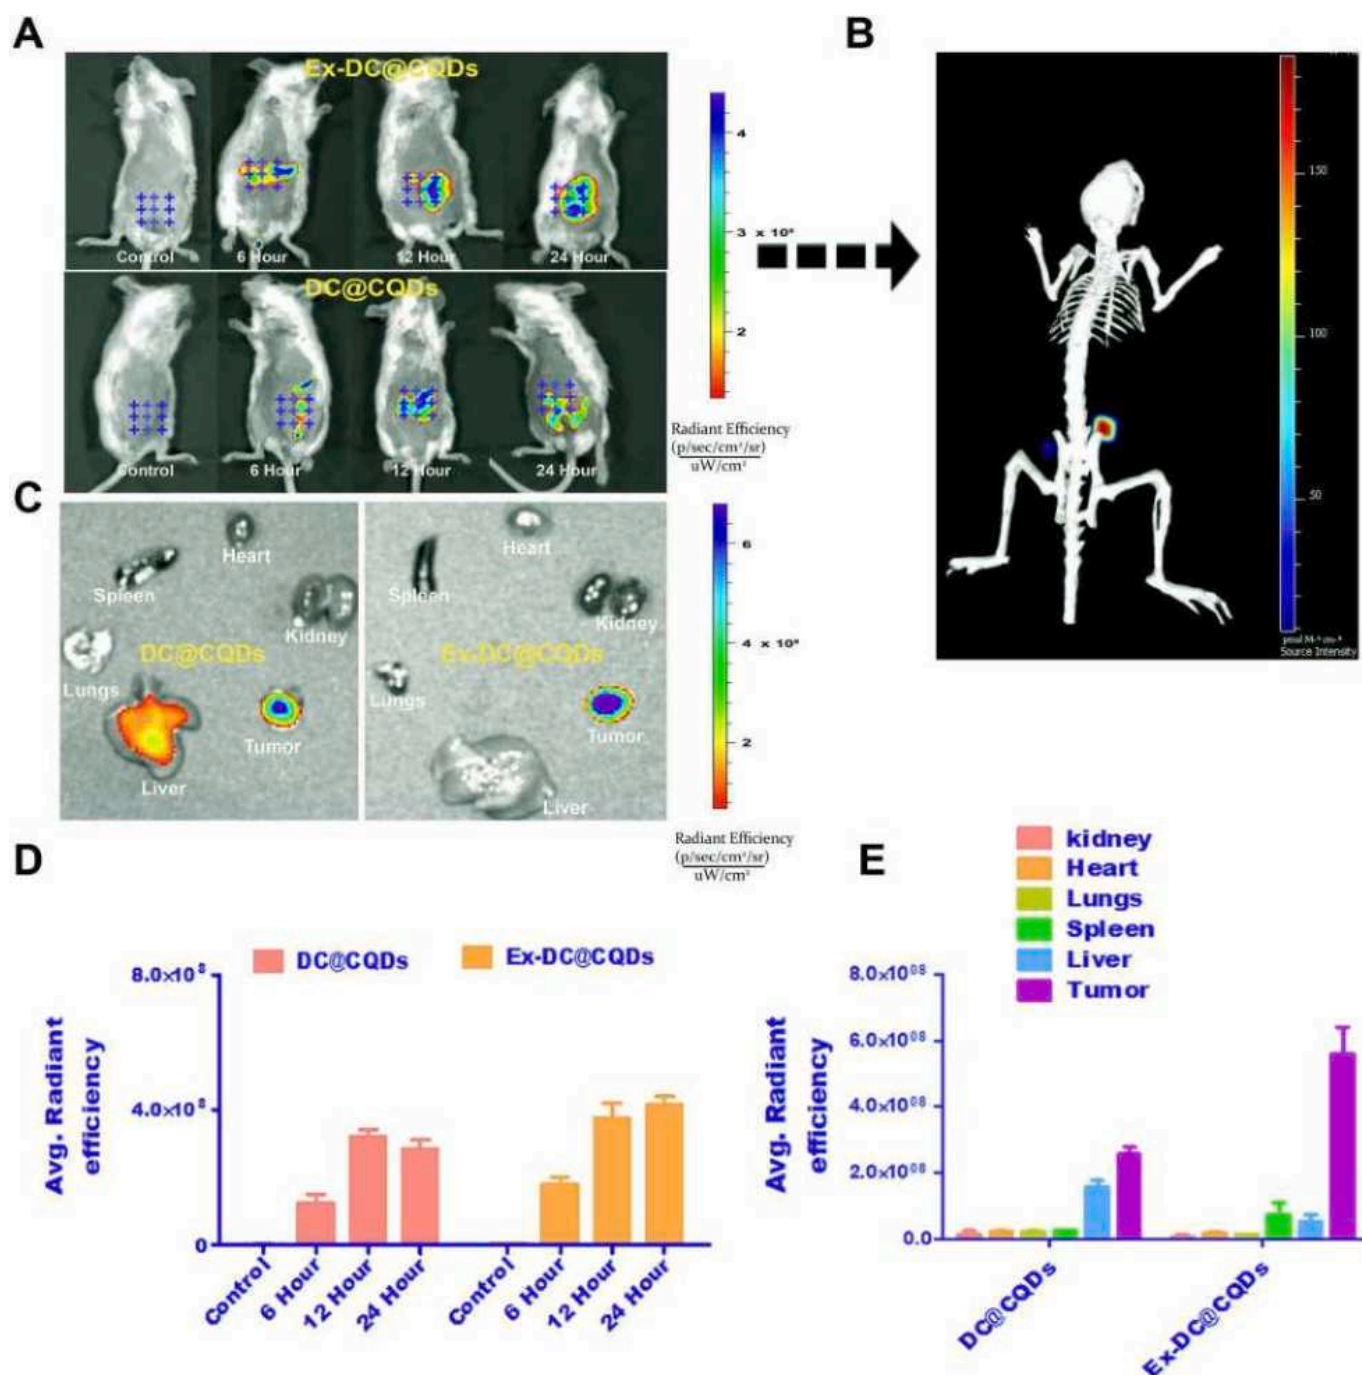 A
B
Ex-DC@CQDs
Control
6 Hour
12 Hour
24 Hour
4
3 x 10⁸
2
Radiant Efficiency
(p/sec/cm²/sr)
uW/cm²
DC@CQDs
Control
6 Hour
12 Hour
24 Hour
150
100
50
Source Intensity
C
Heart
Spleen
Kidney
DC@CQDs
Lungs
Tumor
Liver
Heart
Spleen
Kidney
Ex-DC@CQDs
Lungs
Tumor
Liver
6
4 x 10⁸
2
Radiant Efficiency
(p/sec/cm²/sr)
uW/cm²
D
DC@CQDs
Ex-DC@CQDs
Avg. Radiant
efficiency
8.0×10⁸
4.0×10⁸
0
Control
6 Hour
12 Hour
24 Hour
Control
6 Hour
12 Hour
24 Hour
E
kidney
Heart
Lungs
Spleen
Liver
Tumor
Avg. Radiant
efficiency
8.0×10⁰⁸
6.0×10⁰⁸
4.0×10⁰⁸
2.0×10⁰⁸
0.0
DC@CQDs
Ex-DC@CQDs